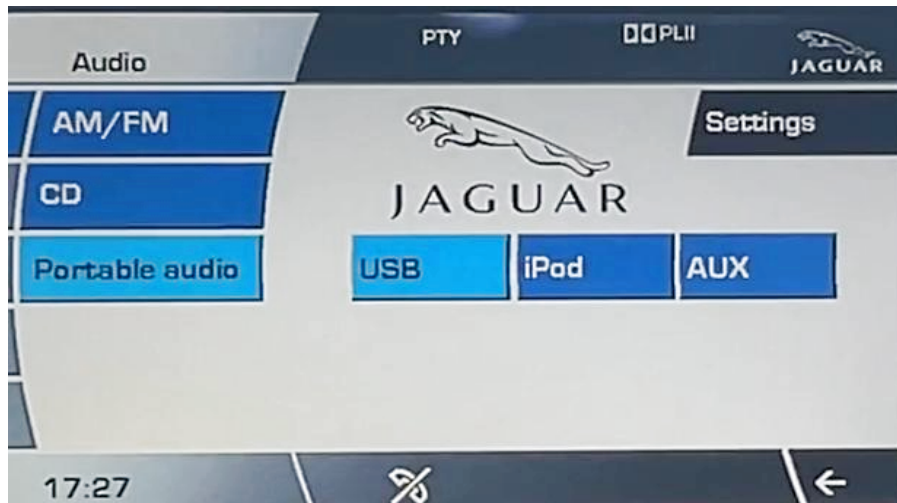 Audio
PTY
PLII
JAGUAR
AM/FM
Settings
CD
JAGUAR
Portable audio
USB
iPod
AUX
17:27